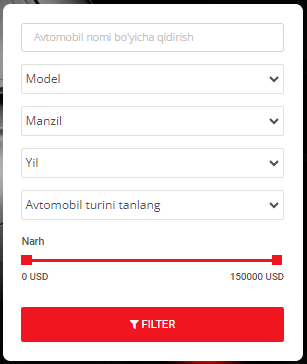 Avtomobil nomi bo'yicha qidirish
Model
Manzil
Yil
Avtomobil turini tanlang
Narh
0 USD 150000 USD
FILTER